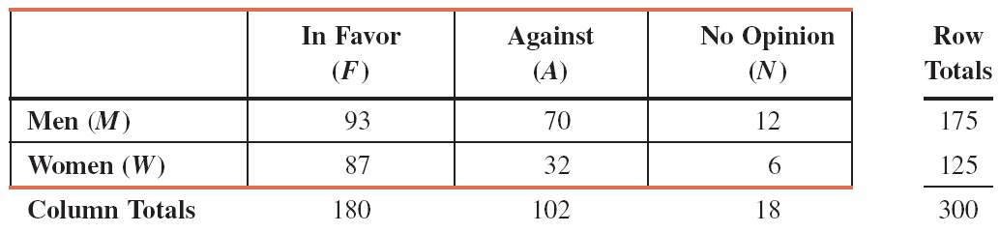 In Favor Against No Opinion Row
(F) (A) (N) Totals
Men (M) 93 70 12 175
Women (W) 87 32 6 125
Column Totals 180 102 18 300